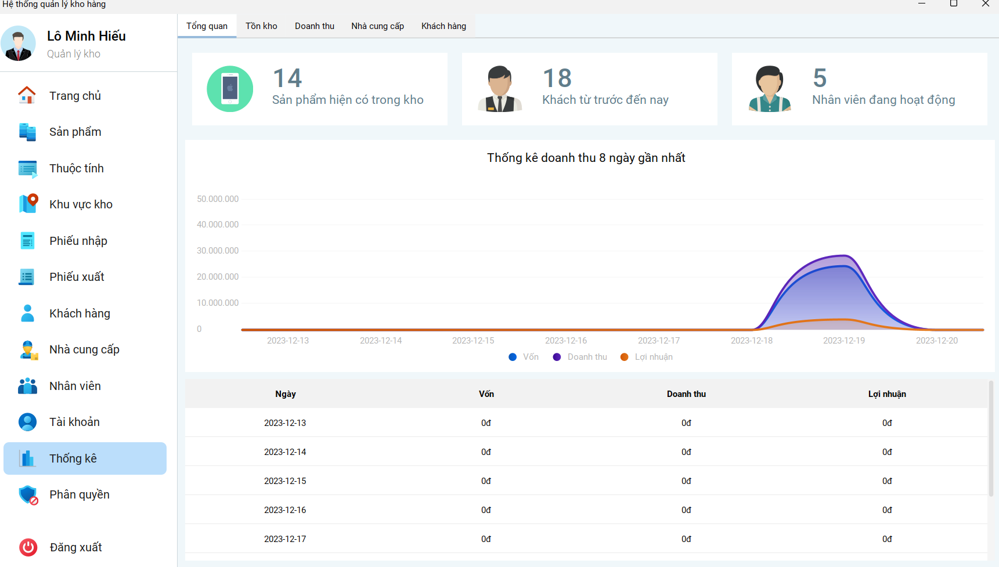 Hệ thống quản lý kho hàng
Lô Minh Hiếu
Quản lý kho
Trang chủ
Sản phẩm
Thuộc tính
Khu vực kho
Phiếu nhập
Phiếu xuất
Khách hàng
Nhà cung cấp
Nhân viên
Tài khoản
Thống kê
Phân quyền
Đăng xuất
Tổng quan Tồn kho Doanh thu Nhà cung cấp Khách hàng
14
Sản phẩm hiện có trong kho
18
Khách từ trước đến nay
5
Nhân viên đang hoạt động
Thống kê doanh thu 8 ngày gần nhất
50.000.000
40.000.000
30.000.000
20.000.000
10.000.000
0
2023-12-13 2023-12-14 2023-12-15 2023-12-16 2023-12-17 2023-12-18 2023-12-19 2023-12-20
Vốn Doanh thu Lợi nhuận
Ngày Vốn Doanh thu Lợi nhuận
2023-12-13 0đ 0đ 0đ
2023-12-14 0đ 0đ 0đ
2023-12-15 0đ 0đ 0đ
2023-12-16 0đ 0đ 0đ
2023-12-17 0đ 0đ 0đ